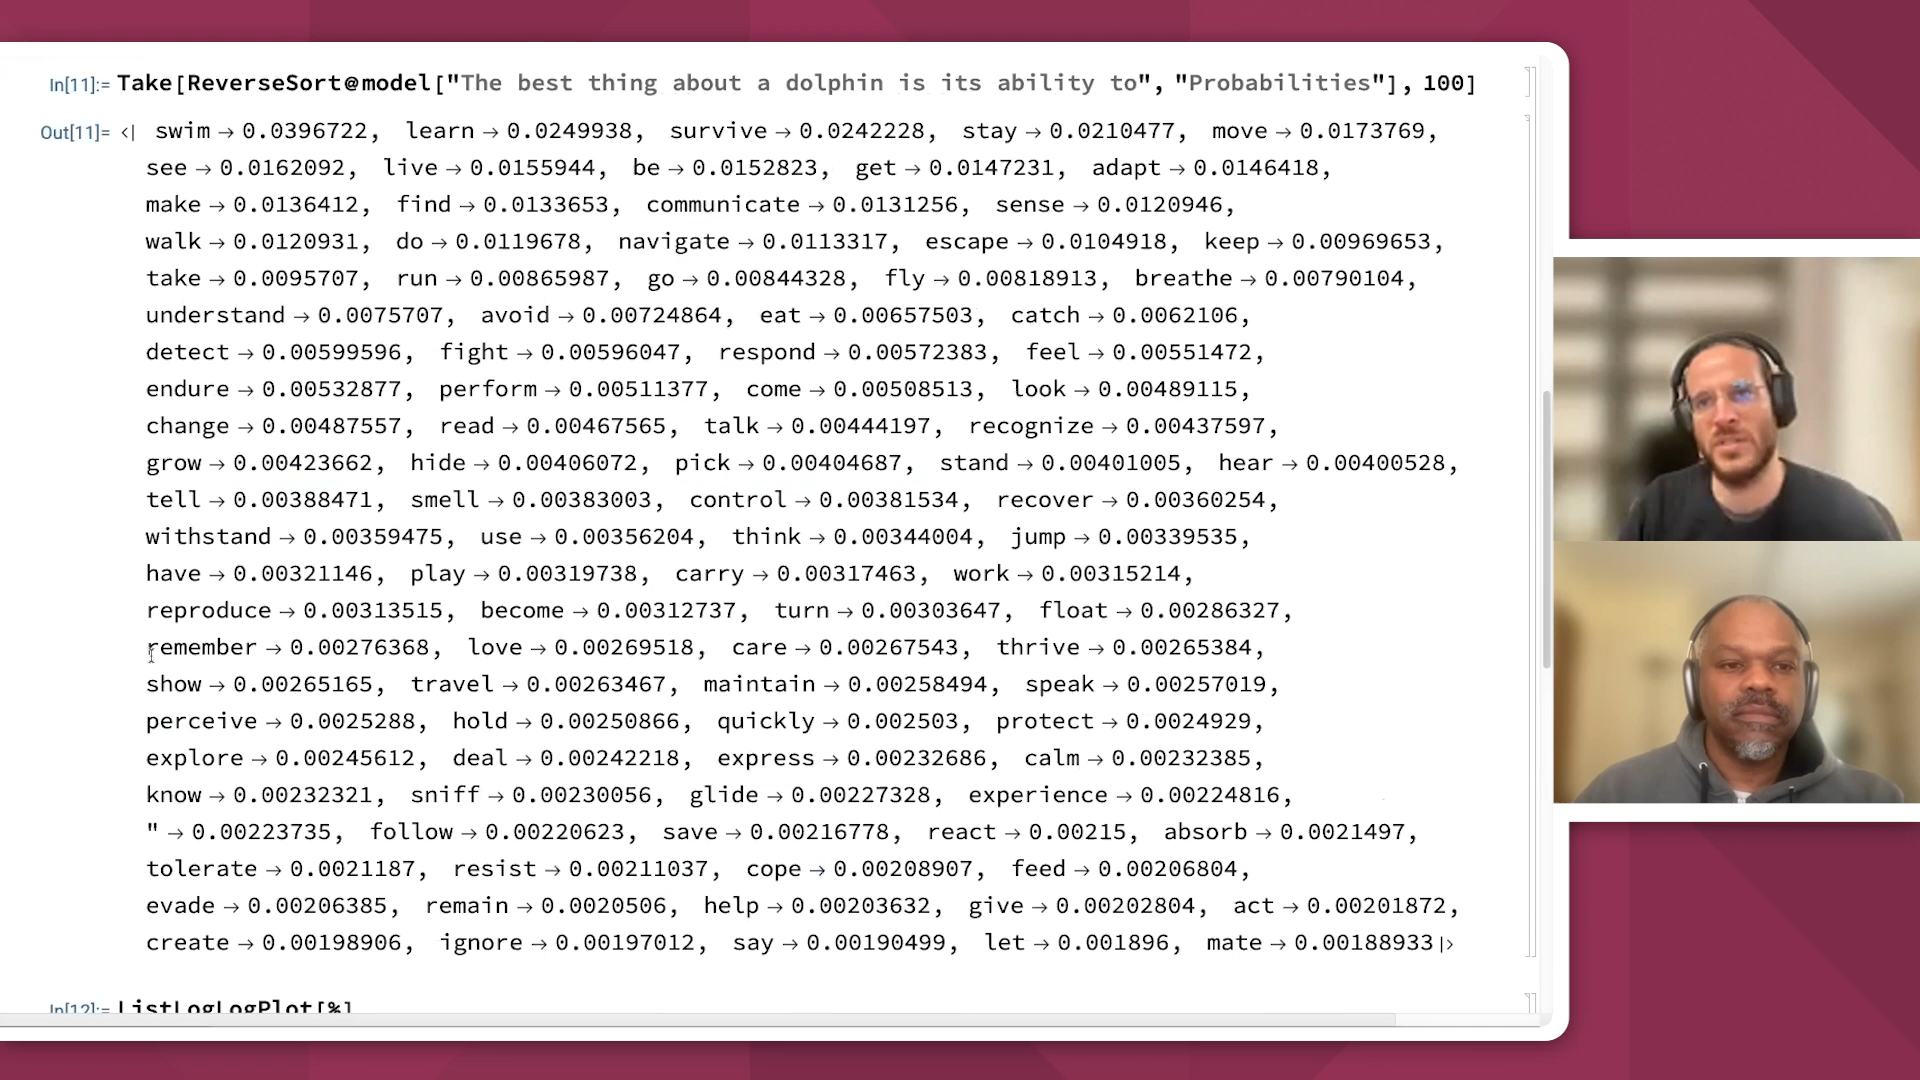 In[11]:= Take[ReverseSort@model["The best thing about a dolphin is its ability to", "Probabilities"], 100]
Out[11]= <| swim → 0.0396722, learn → 0.0249938, survive → 0.0242228, stay → 0.0210477, move → 0.0173769,
see → 0.0162092, live → 0.0155944, be → 0.0152823, get → 0.0147231, adapt → 0.0146418,
make → 0.0136412, find → 0.0133653, communicate → 0.0131256, sense → 0.0120946,
walk → 0.0120931, do → 0.0119678, navigate → 0.0113317, escape → 0.0104918, keep → 0.00969653,
take → 0.0095707, run → 0.00865987, go → 0.00844328, fly → 0.00818913, breathe → 0.00790104,
understand → 0.0075707, avoid → 0.00724864, eat → 0.00657503, catch → 0.0062106,
detect → 0.00599596, fight → 0.00596047, respond → 0.00572383, feel → 0.00551472,
endure → 0.00532877, perform → 0.00511377, come → 0.00508513, look → 0.00489115,
change → 0.00487557, read → 0.00467565, talk → 0.00444197, recognize → 0.00437597,
grow → 0.00423662, hide → 0.00406072, pick → 0.00404687, stand → 0.00401005, hear → 0.00400528,
tell → 0.00388471, smell → 0.00383003, control → 0.00381534, recover → 0.00360254,
withstand → 0.00359475, use → 0.00356204, think → 0.00344004, jump → 0.00339535,
have → 0.00321146, play → 0.00319738, carry → 0.00317463, work → 0.00315214,
reproduce → 0.00313515, become → 0.00312737, turn → 0.00303647, float → 0.00286327,
remember → 0.00276368, love → 0.00269518, care → 0.00267543, thrive → 0.00265384,
show → 0.00265165, travel → 0.00263467, maintain → 0.00258494, speak → 0.00257019,
perceive → 0.0025288, hold → 0.00250866, quickly → 0.002503, protect → 0.0024929,
explore → 0.00245612, deal → 0.00242218, express → 0.00232686, calm → 0.00232385,
know → 0.00232321, sniff → 0.00230056, glide → 0.00227328, experience → 0.00224816,
" → 0.00223735, follow → 0.00220623, save → 0.00216778, react → 0.00215, absorb → 0.0021497,
tolerate → 0.0021187, resist → 0.00211037, cope → 0.00208907, feed → 0.00206804,
evade → 0.00206385, remain → 0.0020506, help → 0.00203632, give → 0.00202804, act → 0.00201872,
create → 0.00198906, ignore → 0.00197012, say → 0.00190499, let → 0.001896, mate → 0.00188933 |>
In[12]:= ListLogLogPlot[%]